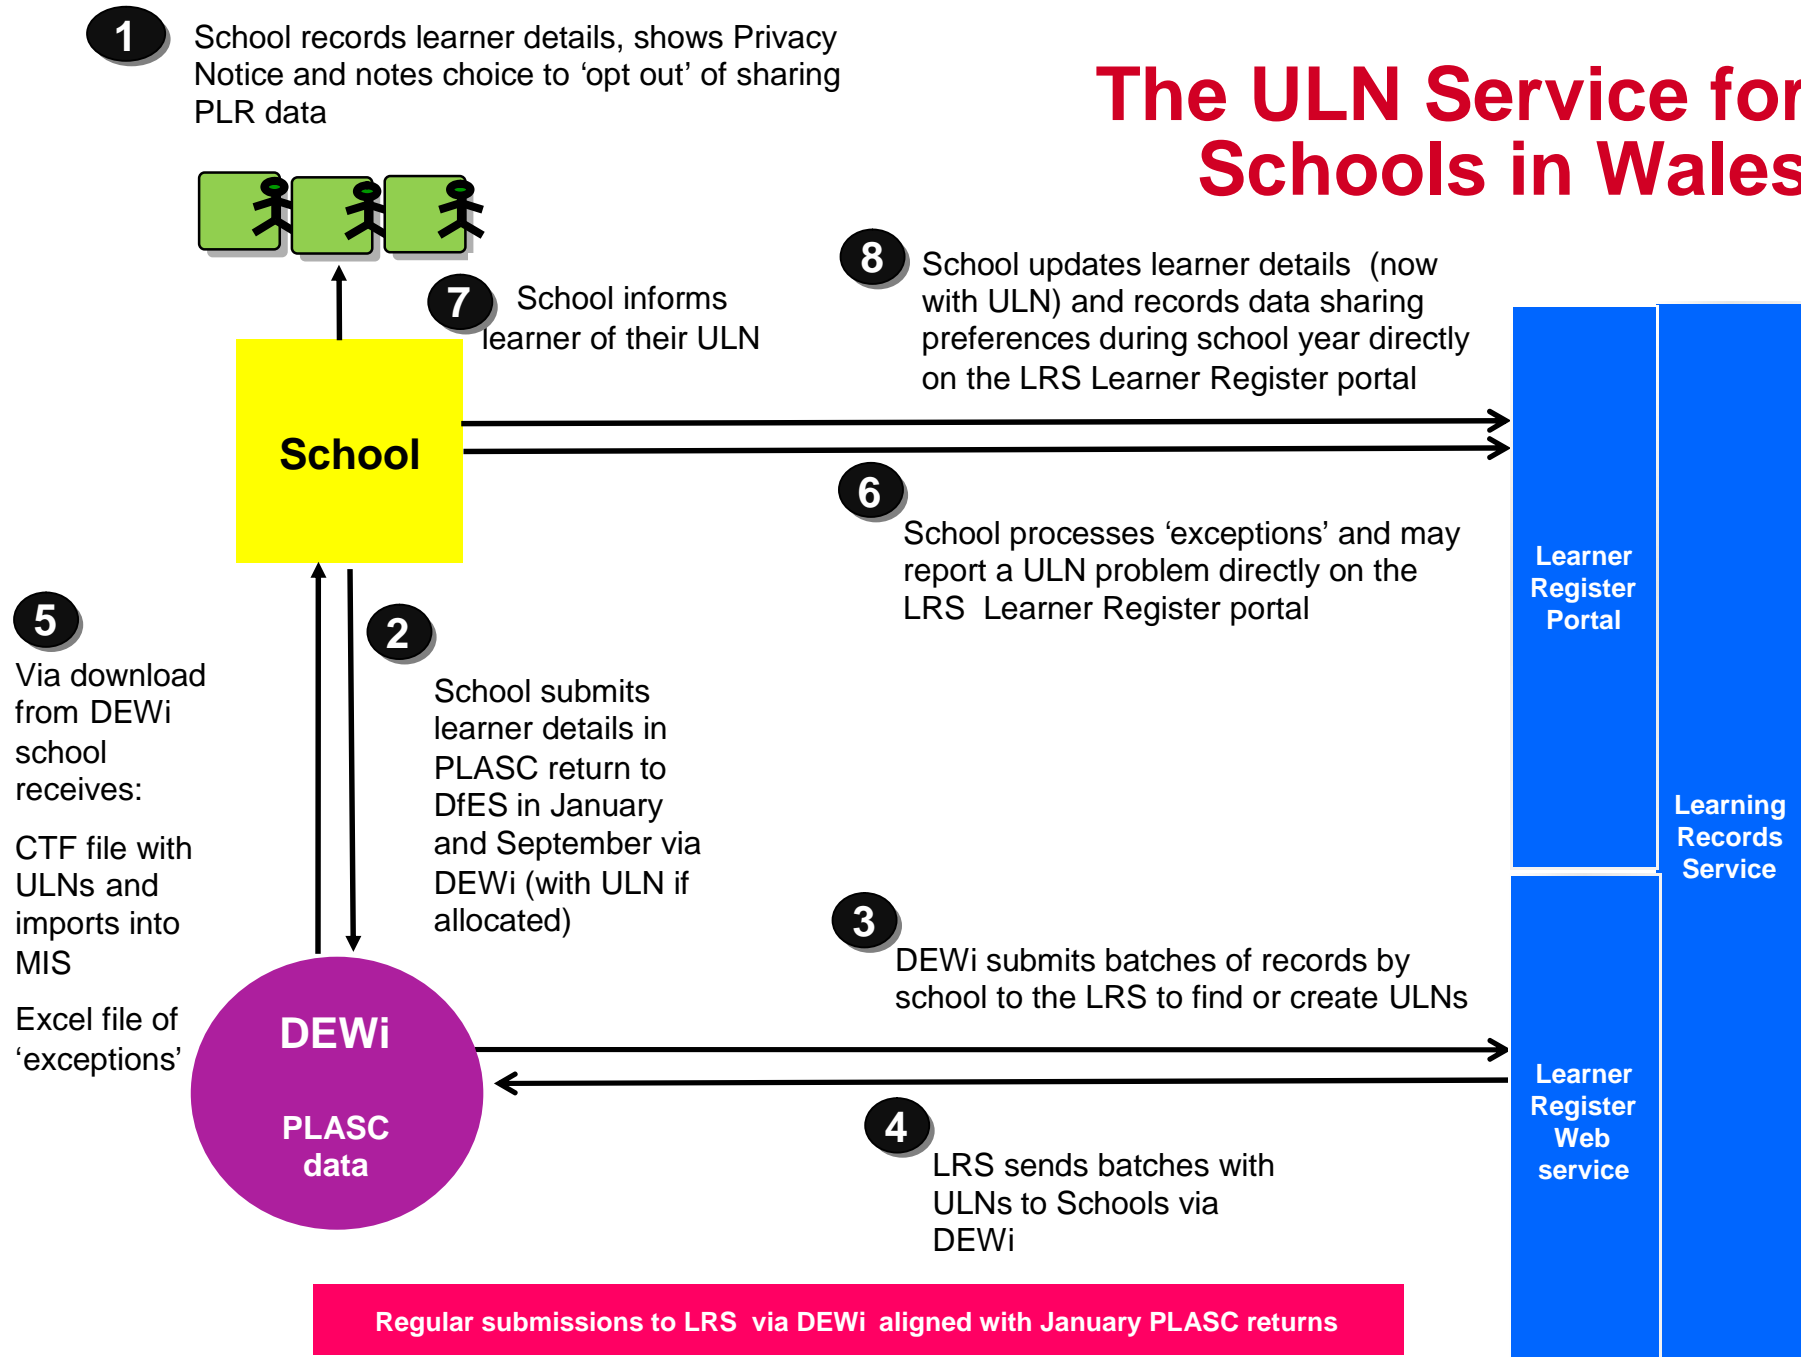 1
School records learner details, shows Privacy
Notice and notes choice to ‘opt out’ of sharing
PLR data
The ULN Service for
Schools in Wales
7
School informs
learner of their ULN
8
School updates learner details (now
with ULN) and records data sharing
preferences during school year directly
on the LRS Learner Register portal
School
6
School processes ‘exceptions’ and may
report a ULN problem directly on the
LRS Learner Register portal
Learner
Register
Portal
5
Via download
from DEWi
school
receives:
CTF file with
ULNs and
imports into
MIS
Excel file of
‘exceptions’
2
School submits
learner details in
PLASC return to
DfES in January
and September via
DEWi (with ULN if
allocated)
Learning
Records
Service
3
DEWi submits batches of records by
school to the LRS to find or create ULNs
DEWi
PLASC
data
4
LRS sends batches with
ULNs to Schools via
DEWi
Learner
Register
Web
service
Regular submissions to LRS via DEWi aligned with January PLASC returns